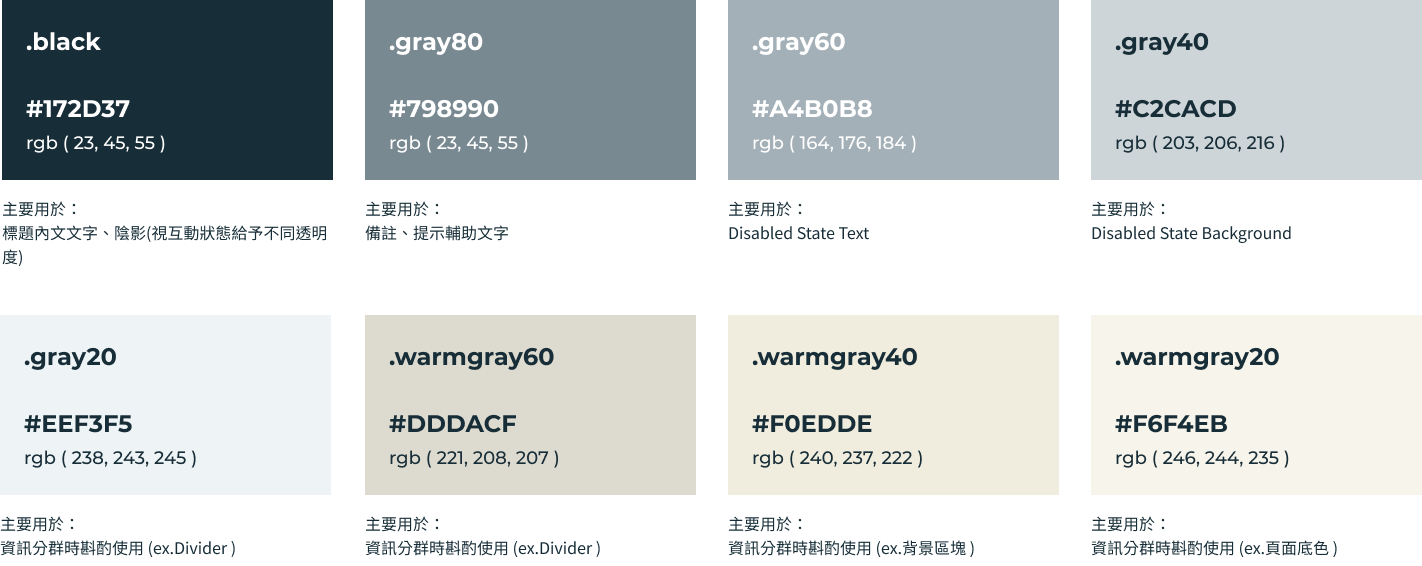 .black
#172D37
rgb ( 23, 45, 55 )
主要用於：
標題內文文字、陰影(視互動狀態給予不同透明
度)
.gray80
#798990
rgb ( 23, 45, 55 )
主要用於：
備註、提示輔助文字
.gray60
#A4B0B8
rgb ( 164, 176, 184 )
主要用於：
Disabled State Text
.gray40
#C2CACD
rgb ( 203, 206, 216 )
主要用於：
Disabled State Background
.gray20
#EEF3F5
rgb ( 238, 243, 245 )
主要用於：
資訊分群時斟酌使用 (ex.Divider )
.warmgray60
#DDDACF
rgb ( 221, 208, 207 )
主要用於：
資訊分群時斟酌使用 (ex.Divider )
.warmgray40
#F0EDDE
rgb ( 240, 237, 222 )
主要用於：
資訊分群時斟酌使用 (ex.背景區塊 )
.warmgray20
#F6F4EB
rgb ( 246, 244, 235 )
主要用於：
資訊分群時斟酌使用 (ex.頁面底色 )